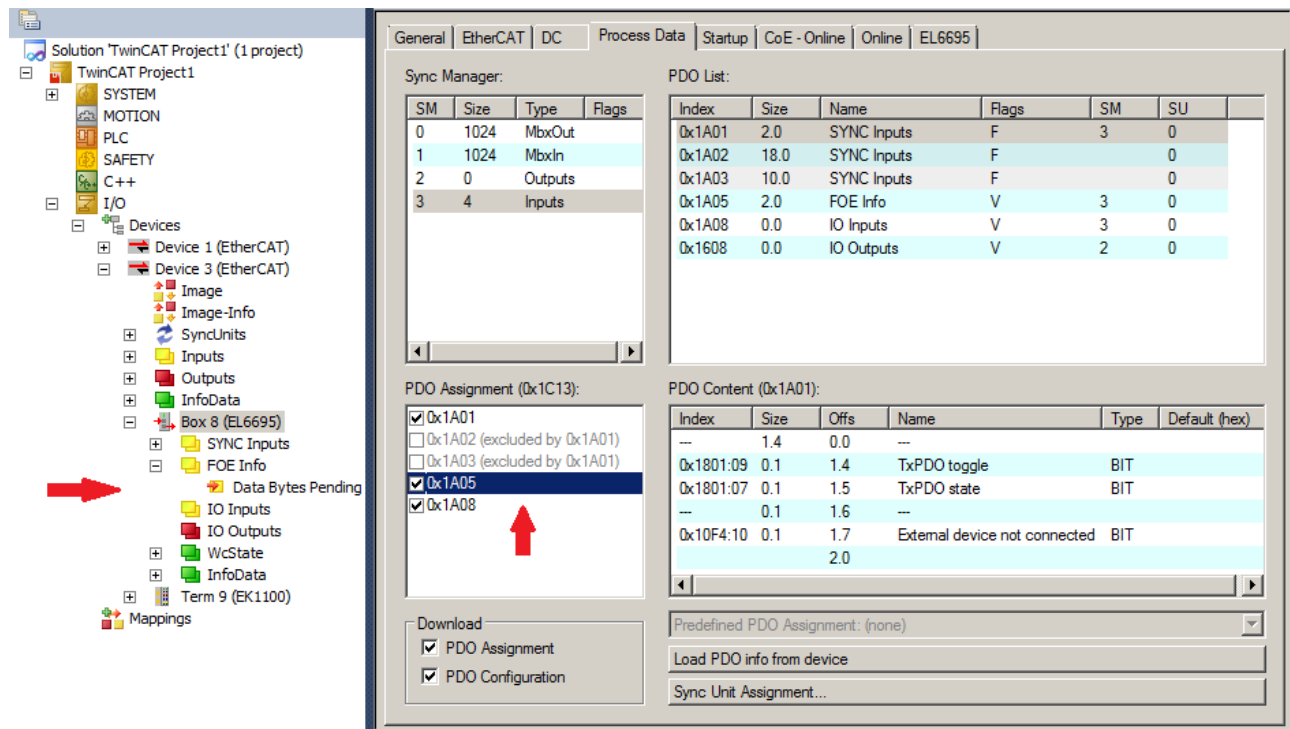 Solution 'TwinCAT Project1' (1 project)
TwinCAT Project1
SYSTEM
MOTION
PLC
SAFETY
C++
I/O
Devices
Device 1 (EtherCAT)
Device 3 (EtherCAT)
Image
Image-Info
SyncUnits
Inputs
Outputs
InfoData
Box 8 (EL6695)
SYNC Inputs
FOE Info
Data Bytes Pending
IO Inputs
IO Outputs
WcState
InfoData
Term 9 (EK1100)
Mappings
General EtherCAT DC Process Data Startup CoE - Online Online EL6695
Sync Manager:
SM Size Type Flags
0 1024 MbxOut
1 1024 MbxIn
2 0 Outputs
3 4 Inputs
PDO List:
Index Size Name Flags SM SU
0x1A01 2.0 SYNC Inputs F 3 0
0x1A02 18.0 SYNC Inputs F 0
0x1A03 10.0 SYNC Inputs F 0
0x1A05 2.0 FOE Info V 3 0
0x1A08 0.0 IO Inputs V 3 0
0x1608 0.0 IO Outputs V 2 0
PDO Assignment (0x1C13):
0x1A01
0x1A02 (excluded by 0x1A01)
0x1A03 (excluded by 0x1A01)
0x1A05
0x1A08
PDO Content (0x1A01):
Index Size Offs Name Type Default (hex)
--- 1.4 0.0 ---
0x1801:09 0.1 1.4 TxPDO toggle BIT
0x1801:07 0.1 1.5 TxPDO state BIT
--- 0.1 1.6 ---
0x10F4:10 0.1 1.7 External device not connected BIT
2.0
Download
PDO Assignment
PDO Configuration
Predefined PDO Assignment: (none)
Load PDO info from device
Sync Unit Assignment...